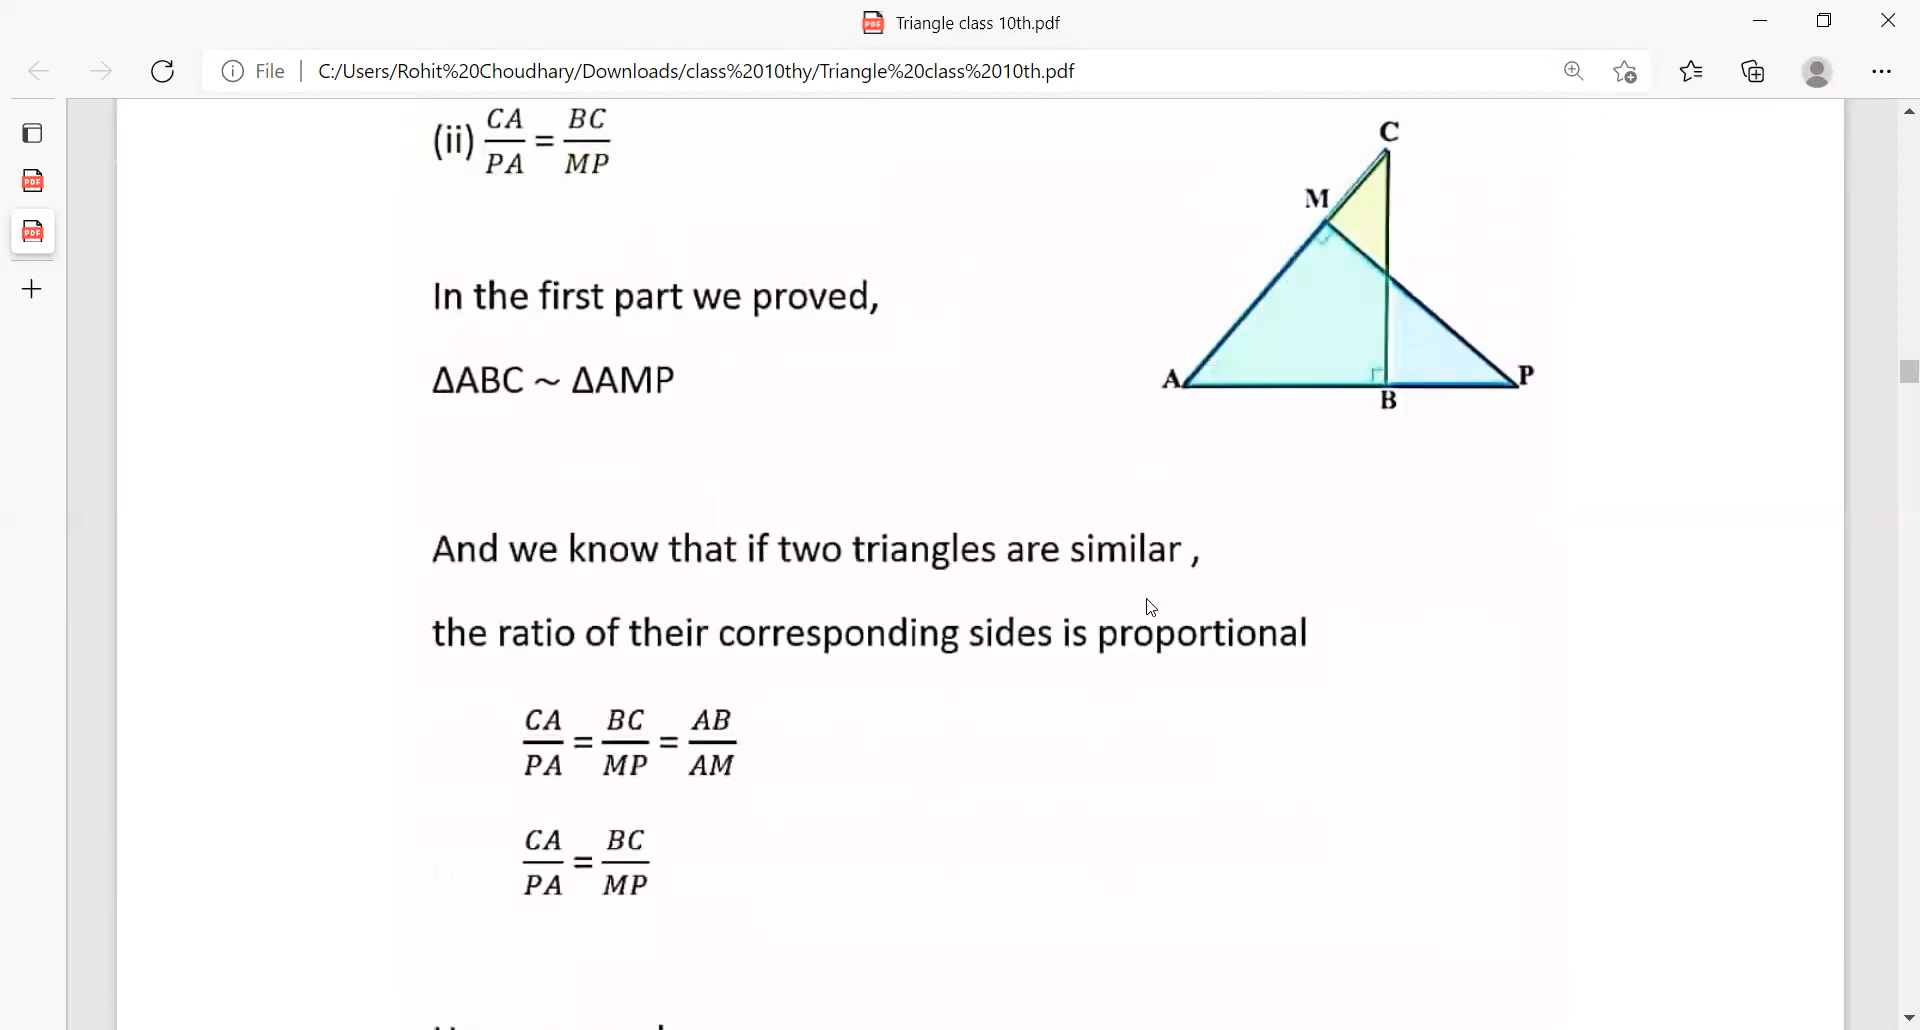 Triangle class 10th.pdf
File | C:/Users/Rohit%20Choudhary/Downloads/class%2010thy/Triangle%20class%2010th.pdf
(ii) CA/PA = BC/MP
C
M
A
B
P
In the first part we proved,
ΔABC ~ ΔAMP
And we know that if two triangles are similar ,
the ratio of their corresponding sides is proportional
CA/PA = BC/MP = AB/AM
CA/PA = BC/MP